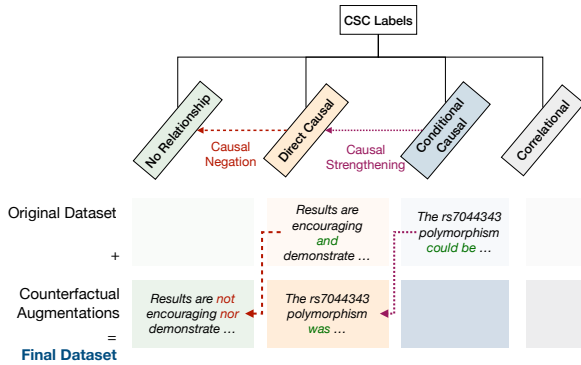 CSC Labels
No Relationship
Direct Causal
Conditional
Causal
Correlational
Causal
Negation
Causal
Strengthening
Original Dataset
Results are
encouraging
and
demonstrate ...
The rs7044343
polymorphism
could be ...
+
Counterfactual
Augmentations
Results are not
encouraging nor
demonstrate ...
The rs7044343
polymorphism
was ...
=
Final Dataset